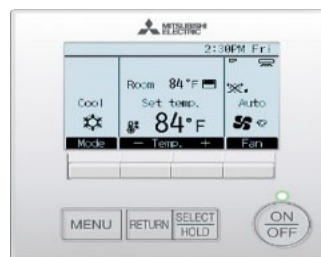 MITSUBISHI
ELECTRIC
2:30PM Fri
Room 84°F
Cool
Set temp.
Auto
84°F
Mode
− Temp. +
Fan
MENU
RETURN
SELECT
HOLD
ON
OFF